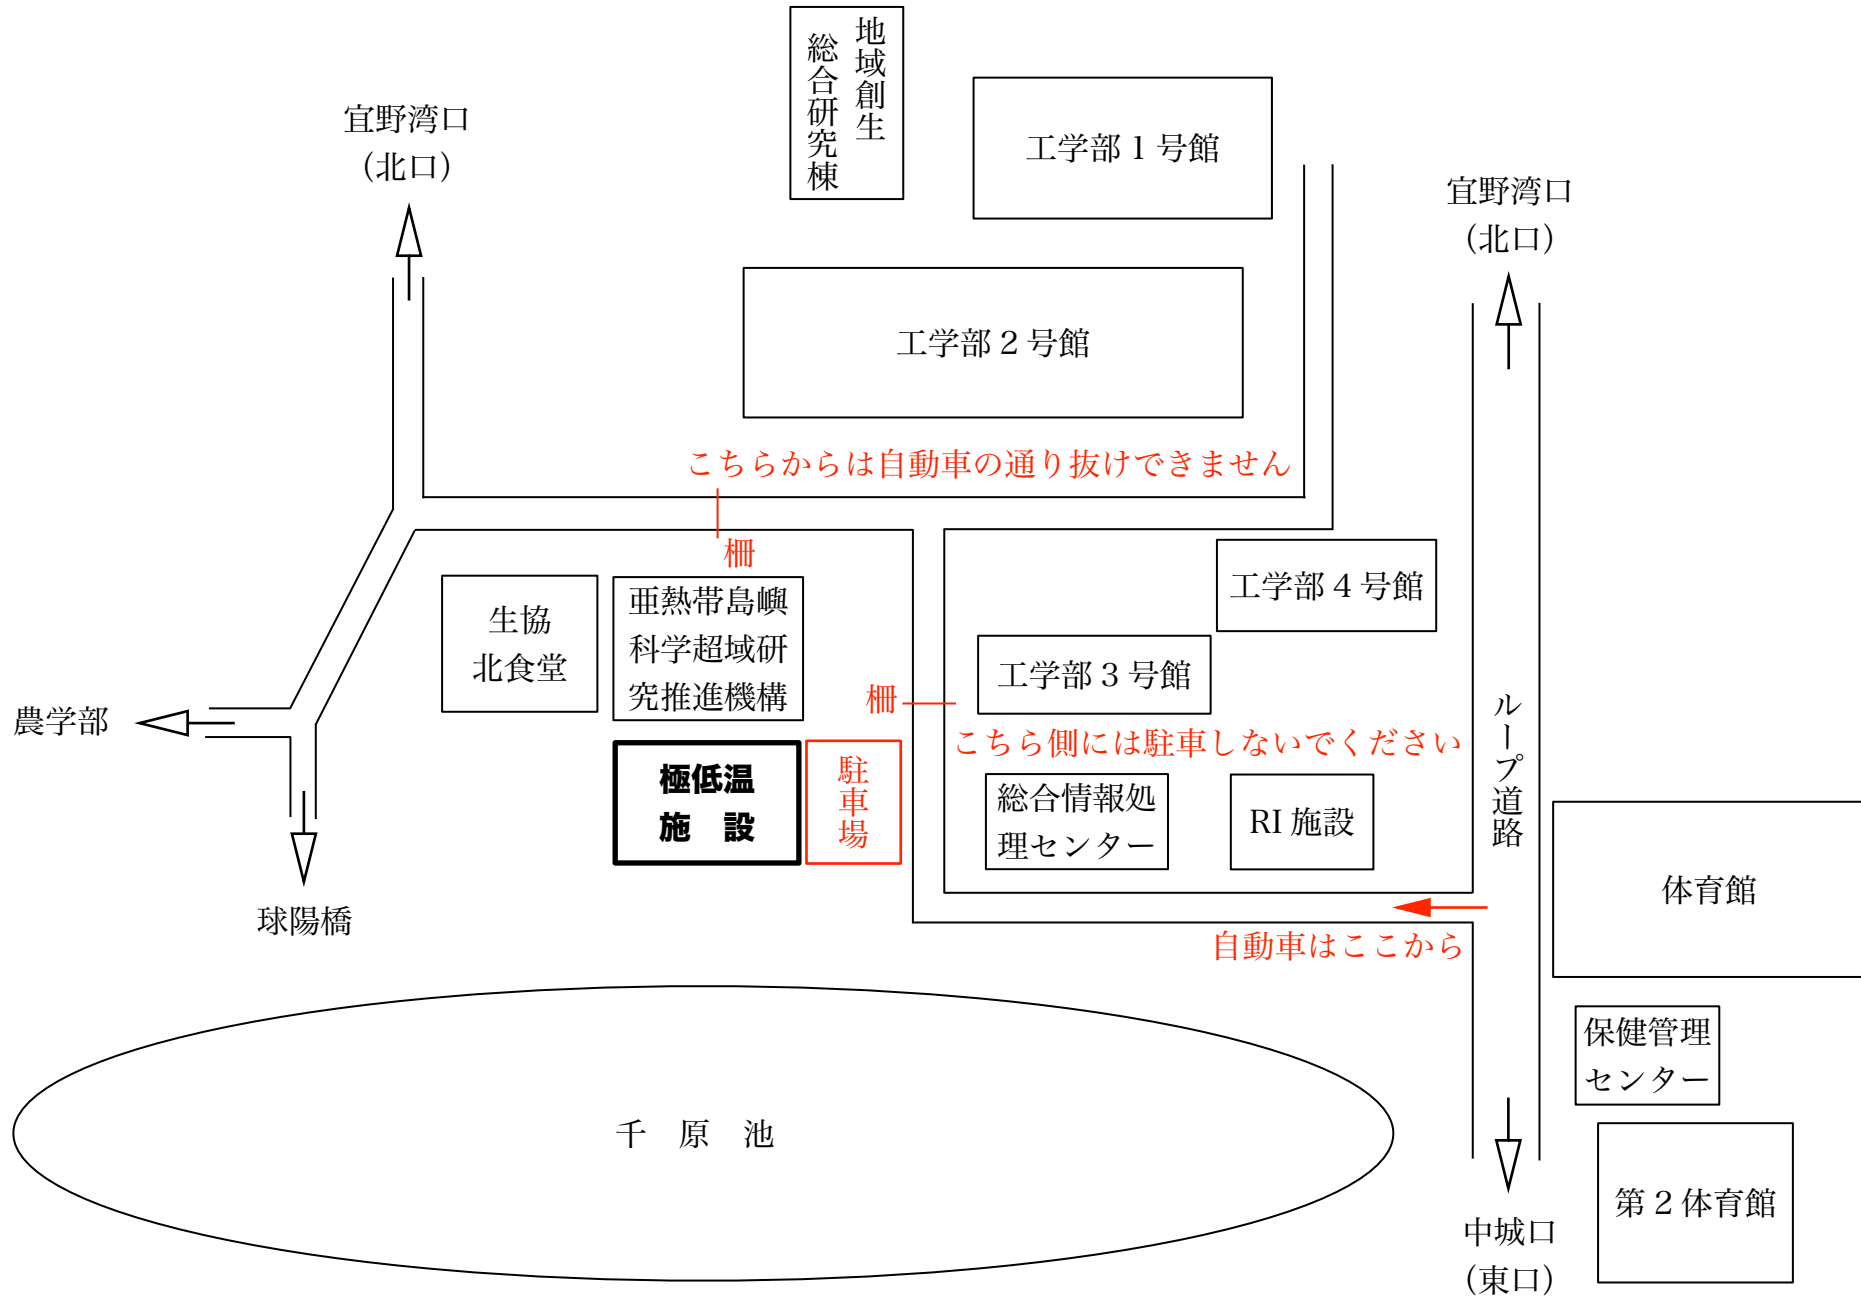 地域創生
総合研究棟
宜野湾口
(北口)
工学部 1 号館
宜野湾口
(北口)
工学部 2 号館
こちらからは自動車の通り抜けできません
柵
生協
北食堂
亜熱帯島嶼
科学超域研
究推進機構
工学部 4 号館
工学部 3 号館
柵
こちら側には駐車しないでください
農学部
極低温
施 設
駐車場
総合情報処
理センター
RI 施設
ループ道路
体育館
球陽橋
自動車はここから
保健管理
センター
千 原 池
第 2 体育館
中城口
(東口)